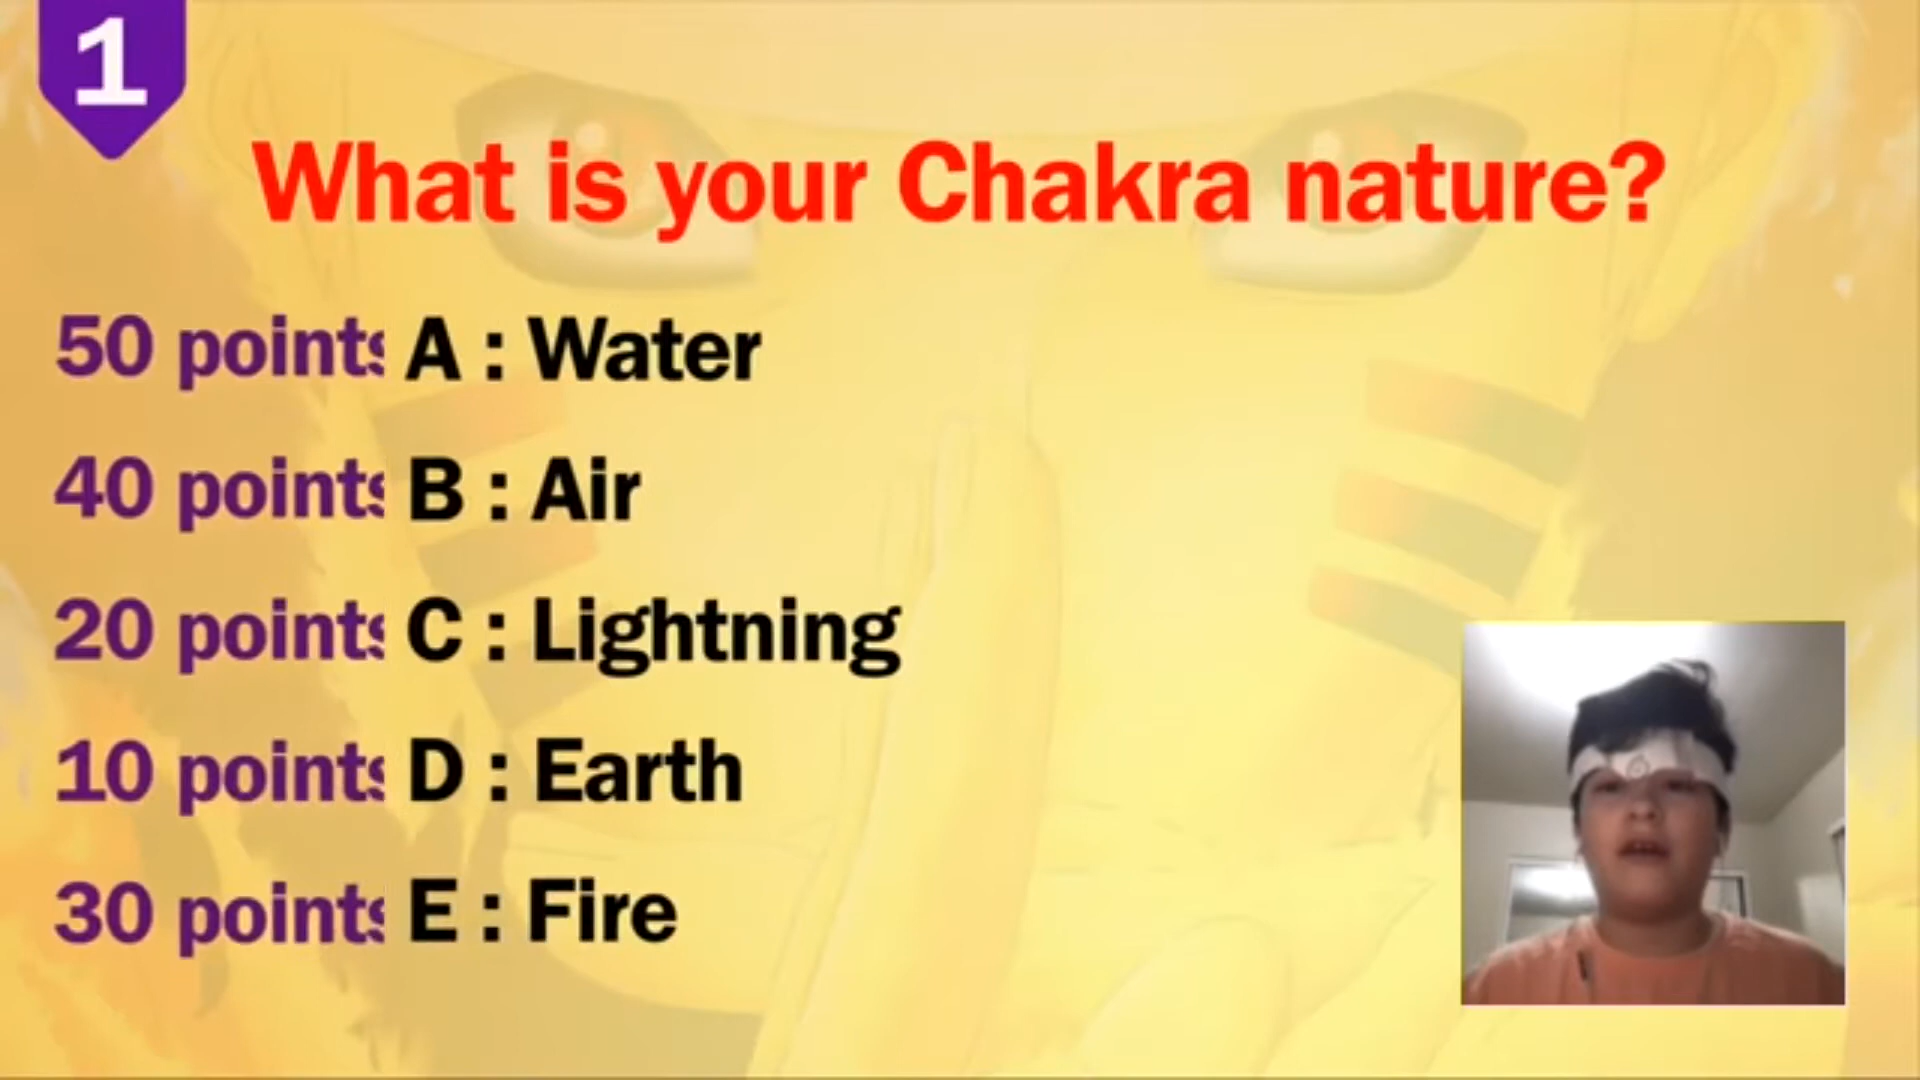 1
What is your Chakra nature?
50 points A : Water
40 points B : Air
20 points C : Lightning
10 points D : Earth
30 points E : Fire